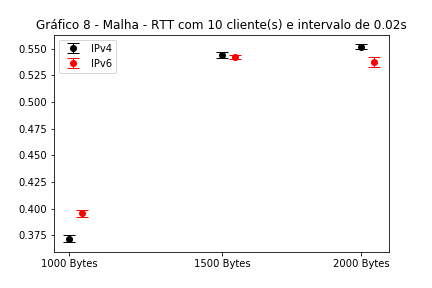 Gráfico 8 - Malha - RTT com 10 cliente(s) e intervalo de 0.02s
IPv4
IPv6
0.550
0.525
0.500
0.475
0.450
0.425
0.400
0.375
1000 Bytes
1500 Bytes
2000 Bytes